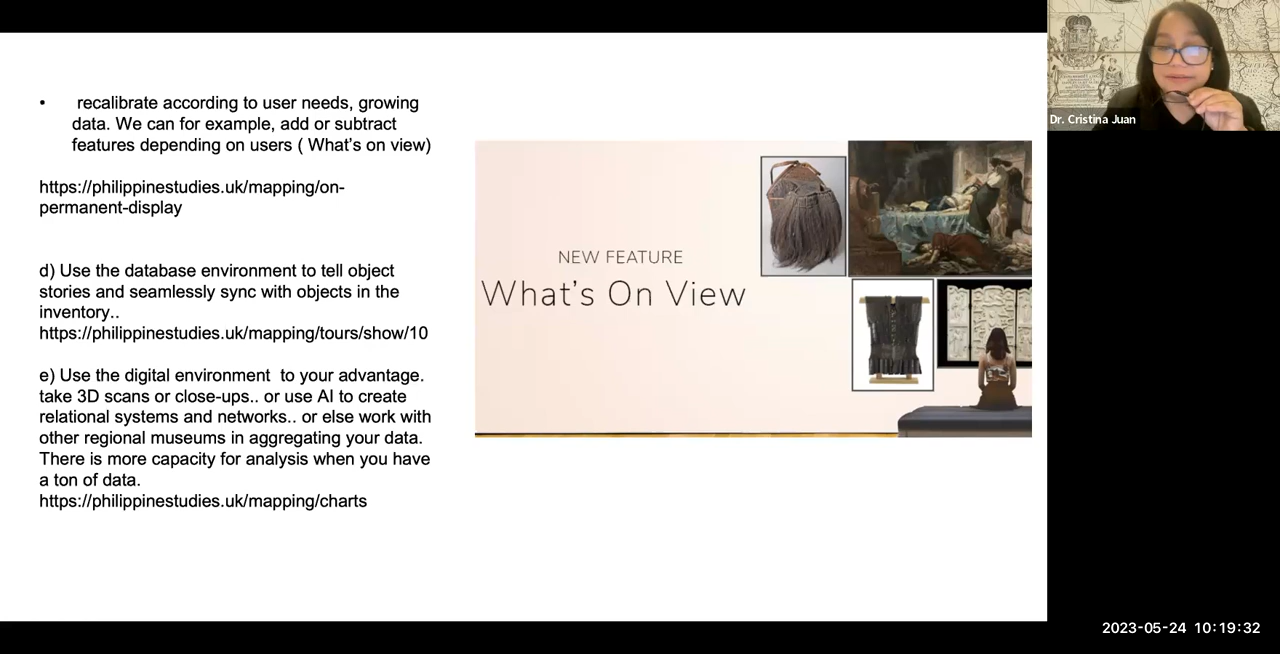 • recalibrate according to user needs, growing
data. We can for example, add or subtract
features depending on users ( What's on view)
https://philippinestudies.uk/mapping/on-
permanent-display
d) Use the database environment to tell object
stories and seamlessly sync with objects in the
inventory..
https://philippinestudies.uk/mapping/tours/show/10
e) Use the digital environment  to your advantage.
take 3D scans or close-ups.. or use AI to create
relational systems and networks.. or else work with
other regional museums in aggregating your data.
There is more capacity for analysis when you have
a ton of data.
https://philippinestudies.uk/mapping/charts
NEW FEATURE
What's On View
Dr. Cristina Juan
2023-05-24 10:19:32